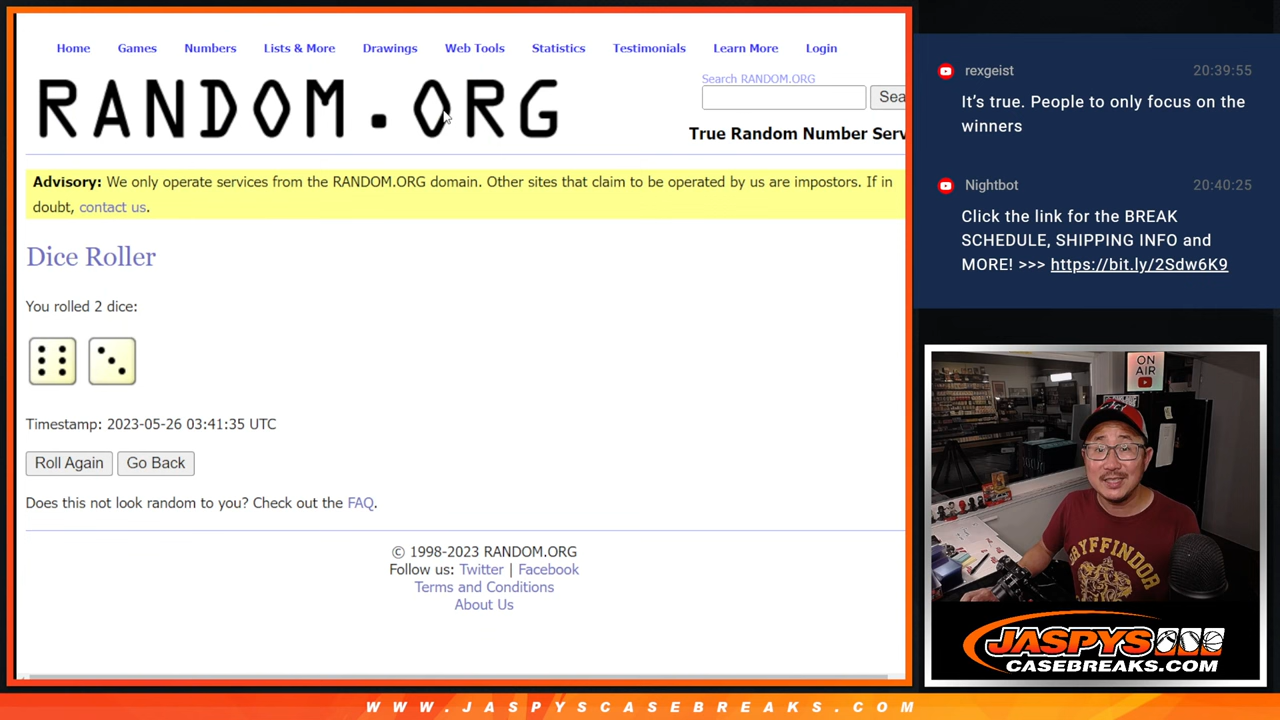 Home Games Numbers Lists & More Drawings Web Tools Statistics Testimonials Learn More Login
RANDOM.ORG
Search RANDOM.ORG
Sea
True Random Number Serv
Advisory: We only operate services from the RANDOM.ORG domain. Other sites that claim to be operated by us are impostors. If in
doubt, contact us.
Dice Roller
You rolled 2 dice:
Timestamp: 2023-05-26 03:41:35 UTC
Roll Again Go Back
Does this not look random to you? Check out the FAQ.
© 1998-2023 RANDOM.ORG
Follow us: Twitter | Facebook
Terms and Conditions
About Us
rexgeist 20:39:55
It's true. People to only focus on the
winners
Nightbot 20:40:25
Click the link for the BREAK
SCHEDULE, SHIPPING INFO and
MORE! >>> https://bit.ly/2Sdw6K9
ON
AIR
GRYFFINDOR
JASPYS
CASEBREAKS.COM
WWW.JASPYSCASEBREAKS.COM